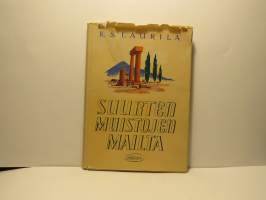 K.S. LAURILA
SUURTEN
MUISTOJEN
MAILTA